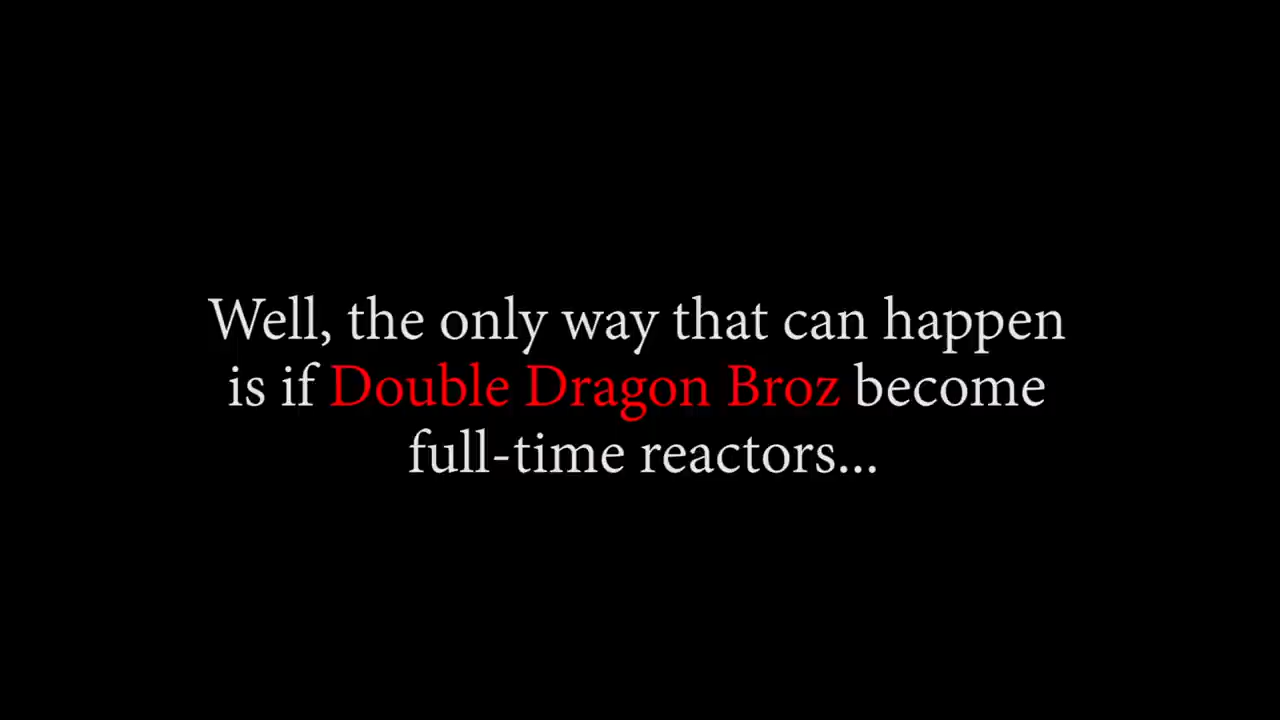 Well, the only way that can happen
is if Double Dragon Broz become
full-time reactors...